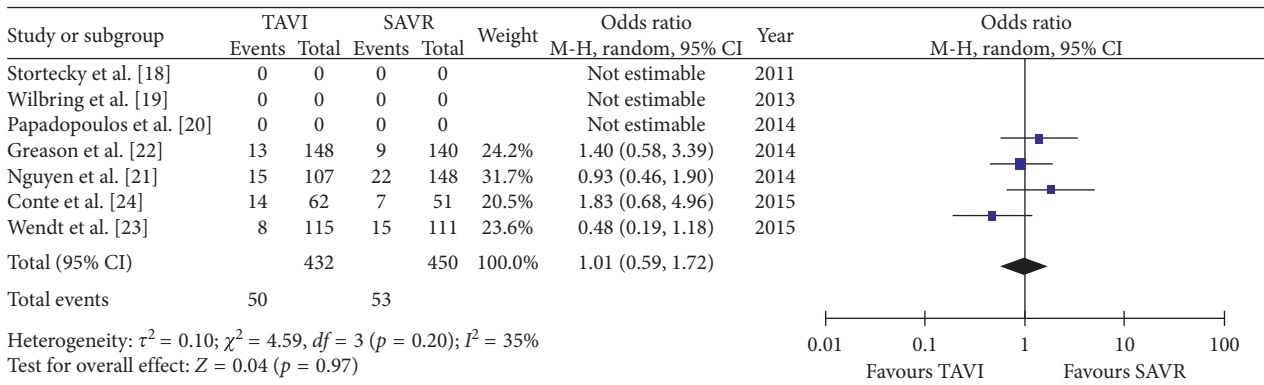 Study or subgroup TAVI SAVR Weight Odds ratio Year Odds ratio
Events Total Events Total M-H, random, 95% CI M-H, random, 95% CI
Stortecky et al. [18] 0 0 0 0 Not estimable 2011
Wilbring et al. [19] 0 0 0 0 Not estimable 2013
Papadopoulos et al. [20] 0 0 0 0 Not estimable 2014
Greason et al. [22] 13 148 9 140 24.2% 1.40 (0.58, 3.39) 2014
Nguyen et al. [21] 15 107 22 148 31.7% 0.93 (0.46, 1.90) 2014
Conte et al. [24] 14 62 7 51 20.5% 1.83 (0.68, 4.96) 2015
Wendt et al. [23] 8 115 15 111 23.6% 0.48 (0.19, 1.18) 2015
Total (95% CI) 432 450 100.0% 1.01 (0.59, 1.72)
Total events 50 53
Heterogeneity: τ² = 0.10; χ² = 4.59, df = 3 (p = 0.20); I² = 35%
Test for overall effect: Z = 0.04 (p = 0.97)
0.01 0.1 1 10 100
Favours TAVI Favours SAVR